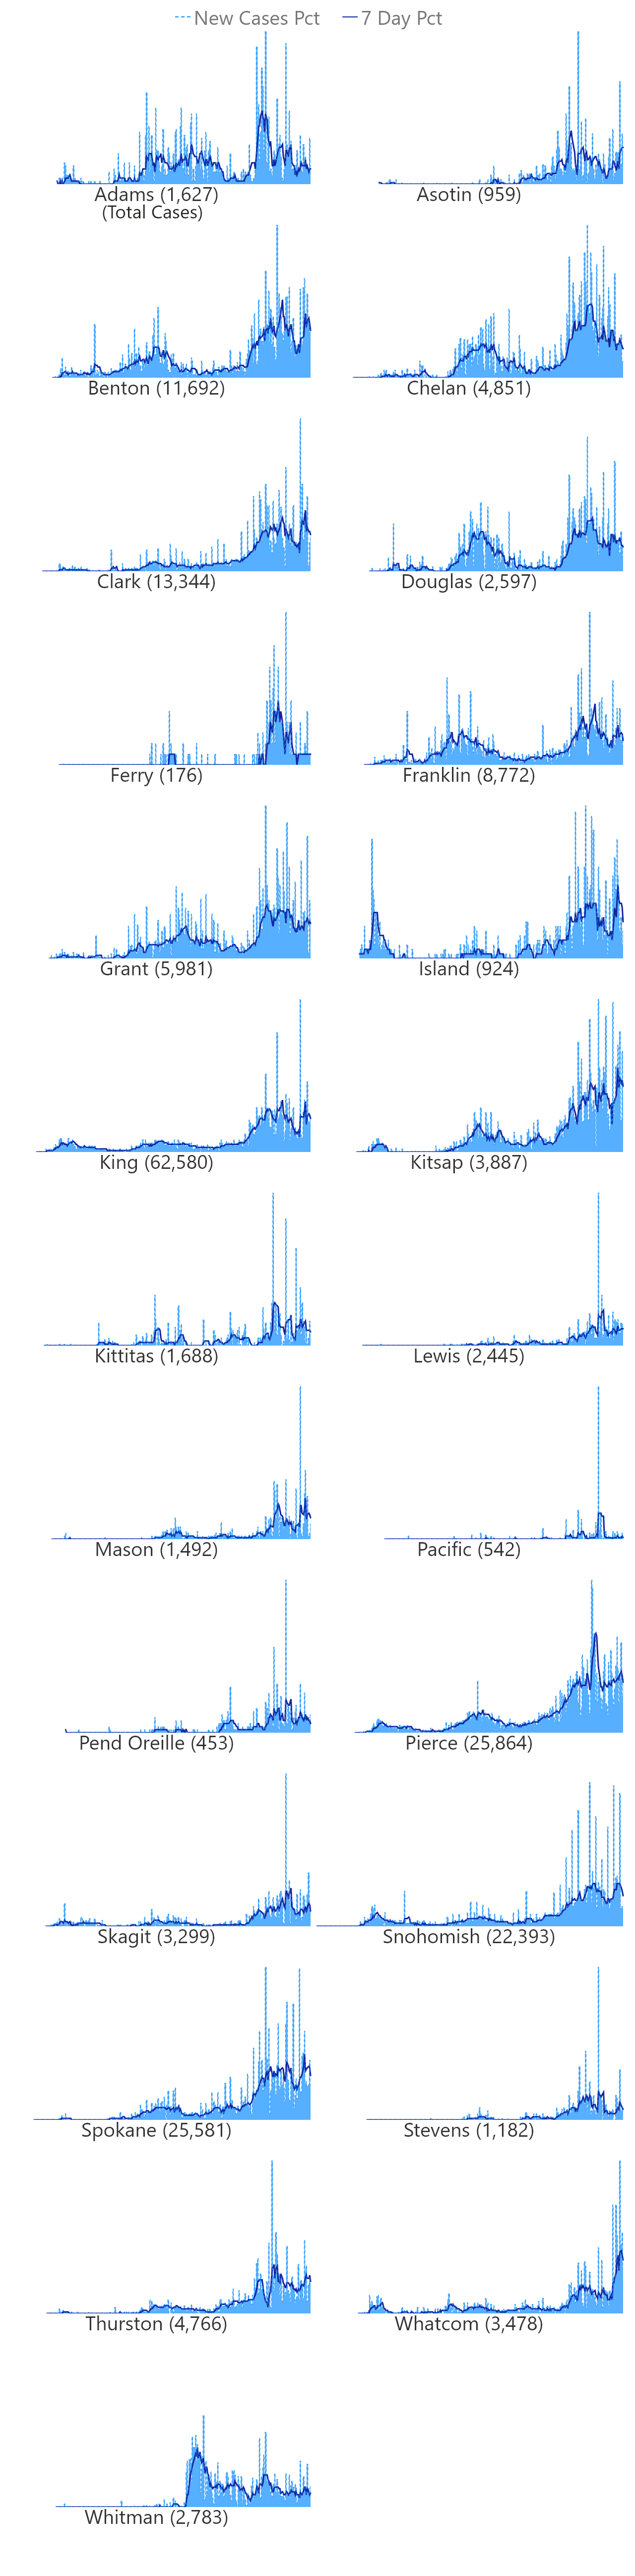 New Cases Pct 7 Day Pct
Adams (1,627)
(Total Cases)
Asotin (959)
Benton (11,692)
Chelan (4,851)
Clark (13,344)
Douglas (2,597)
Ferry (176)
Franklin (8,772)
Grant (5,981)
Island (924)
King (62,580)
Kitsap (3,887)
Kittitas (1,688)
Lewis (2,445)
Mason (1,492)
Pacific (542)
Pend Oreille (453)
Pierce (25,864)
Skagit (3,299)
Snohomish (22,393)
Spokane (25,581)
Stevens (1,182)
Thurston (4,766)
Whatcom (3,478)
Whitman (2,783)